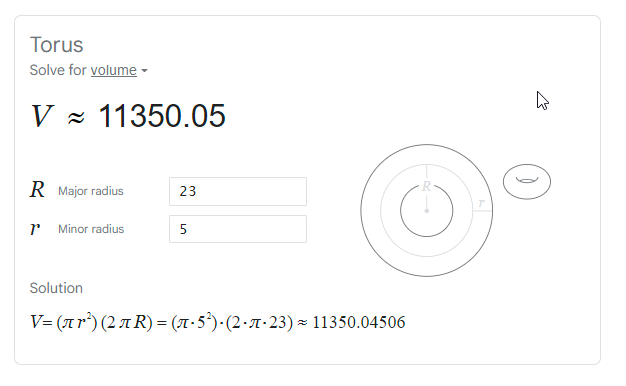 Torus
Solve for volume
V ≈ 11350.05
R Major radius 23
r Minor radius 5
R
r
Solution
V=(π r²)(2 π R)=(π·5²)·(2·π·23)≈11350.04506